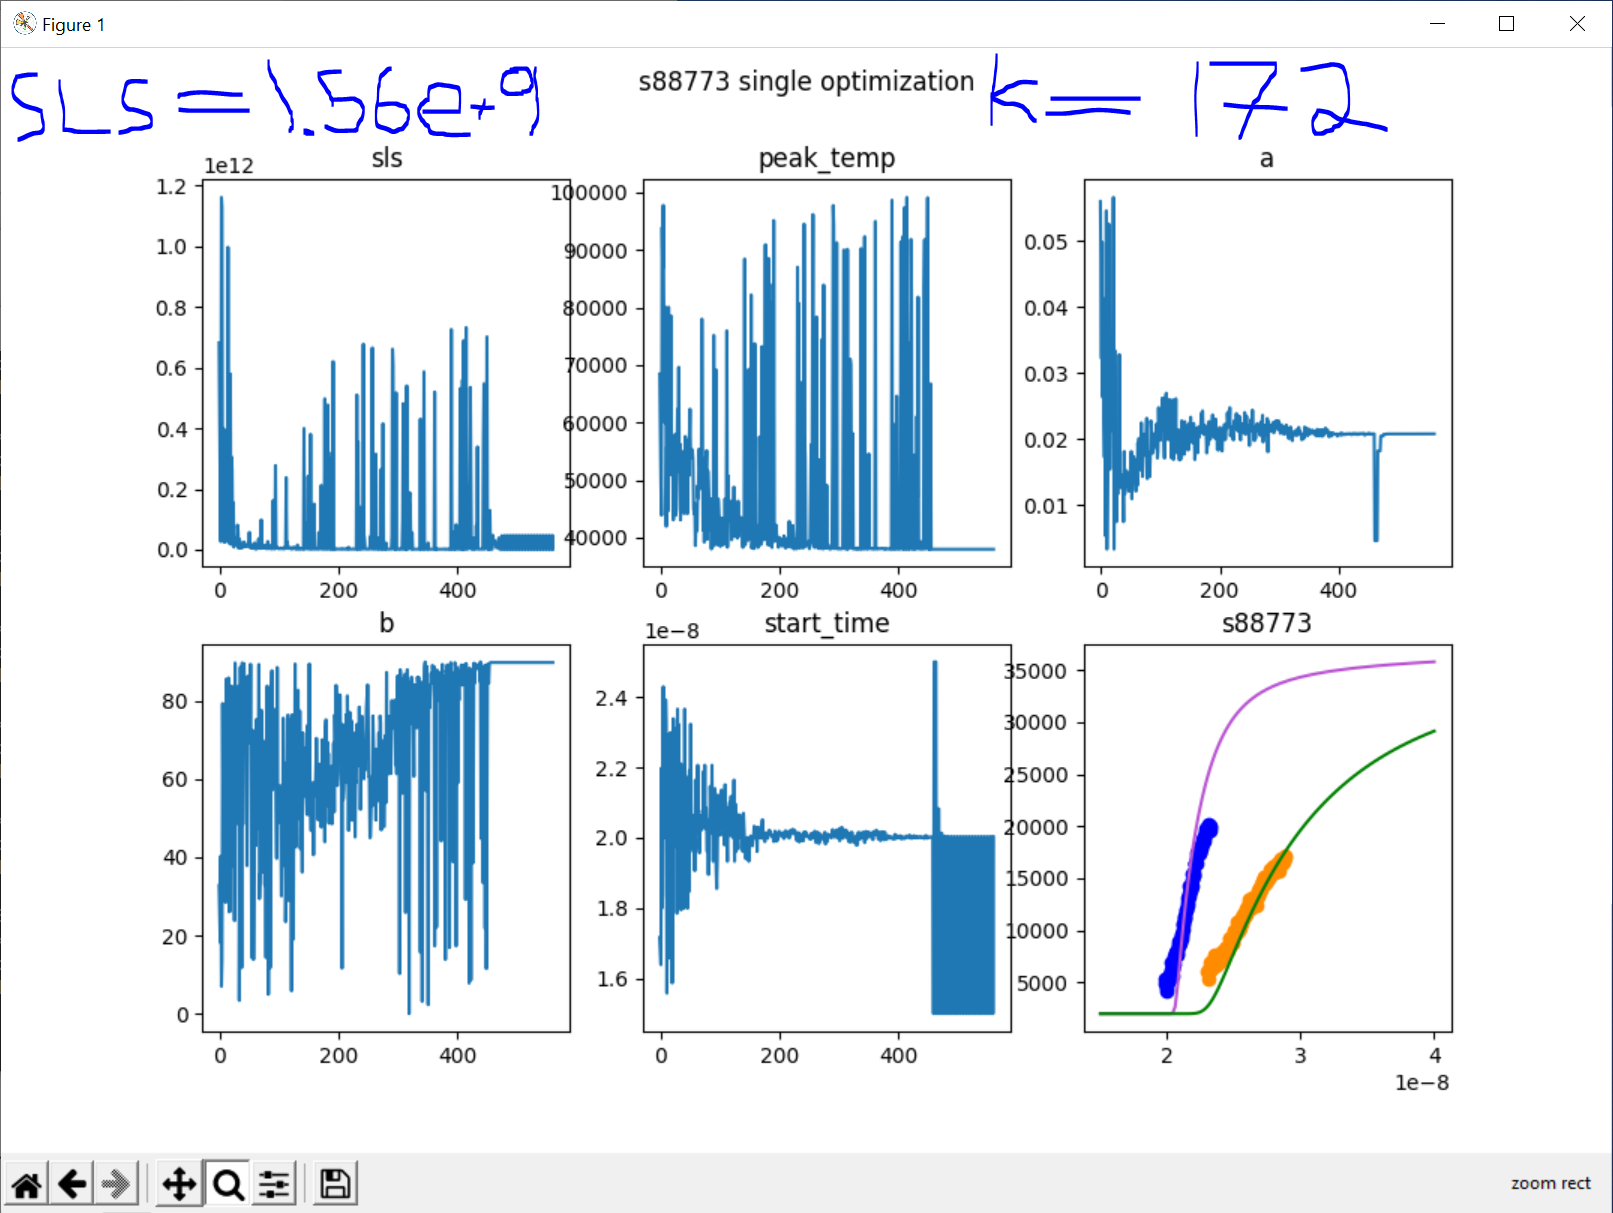 Figure 1
SLS = 1.56e+9
s88773 single optimization
k = 172
sls
1e12
1.2
1.0
0.8
0.6
0.4
0.2
0.0
0 200 400
peak_temp
100000
90000
80000
70000
60000
50000
40000
0 200 400
a
0.05
0.04
0.03
0.02
0.01
0 200 400
b
80
60
40
20
0
0 200 400
start_time
1e−8
2.4
2.2
2.0
1.8
1.6
0 200 400
s88773
35000
30000
25000
20000
15000
10000
5000
2 3 4
1e−8
zoom rect